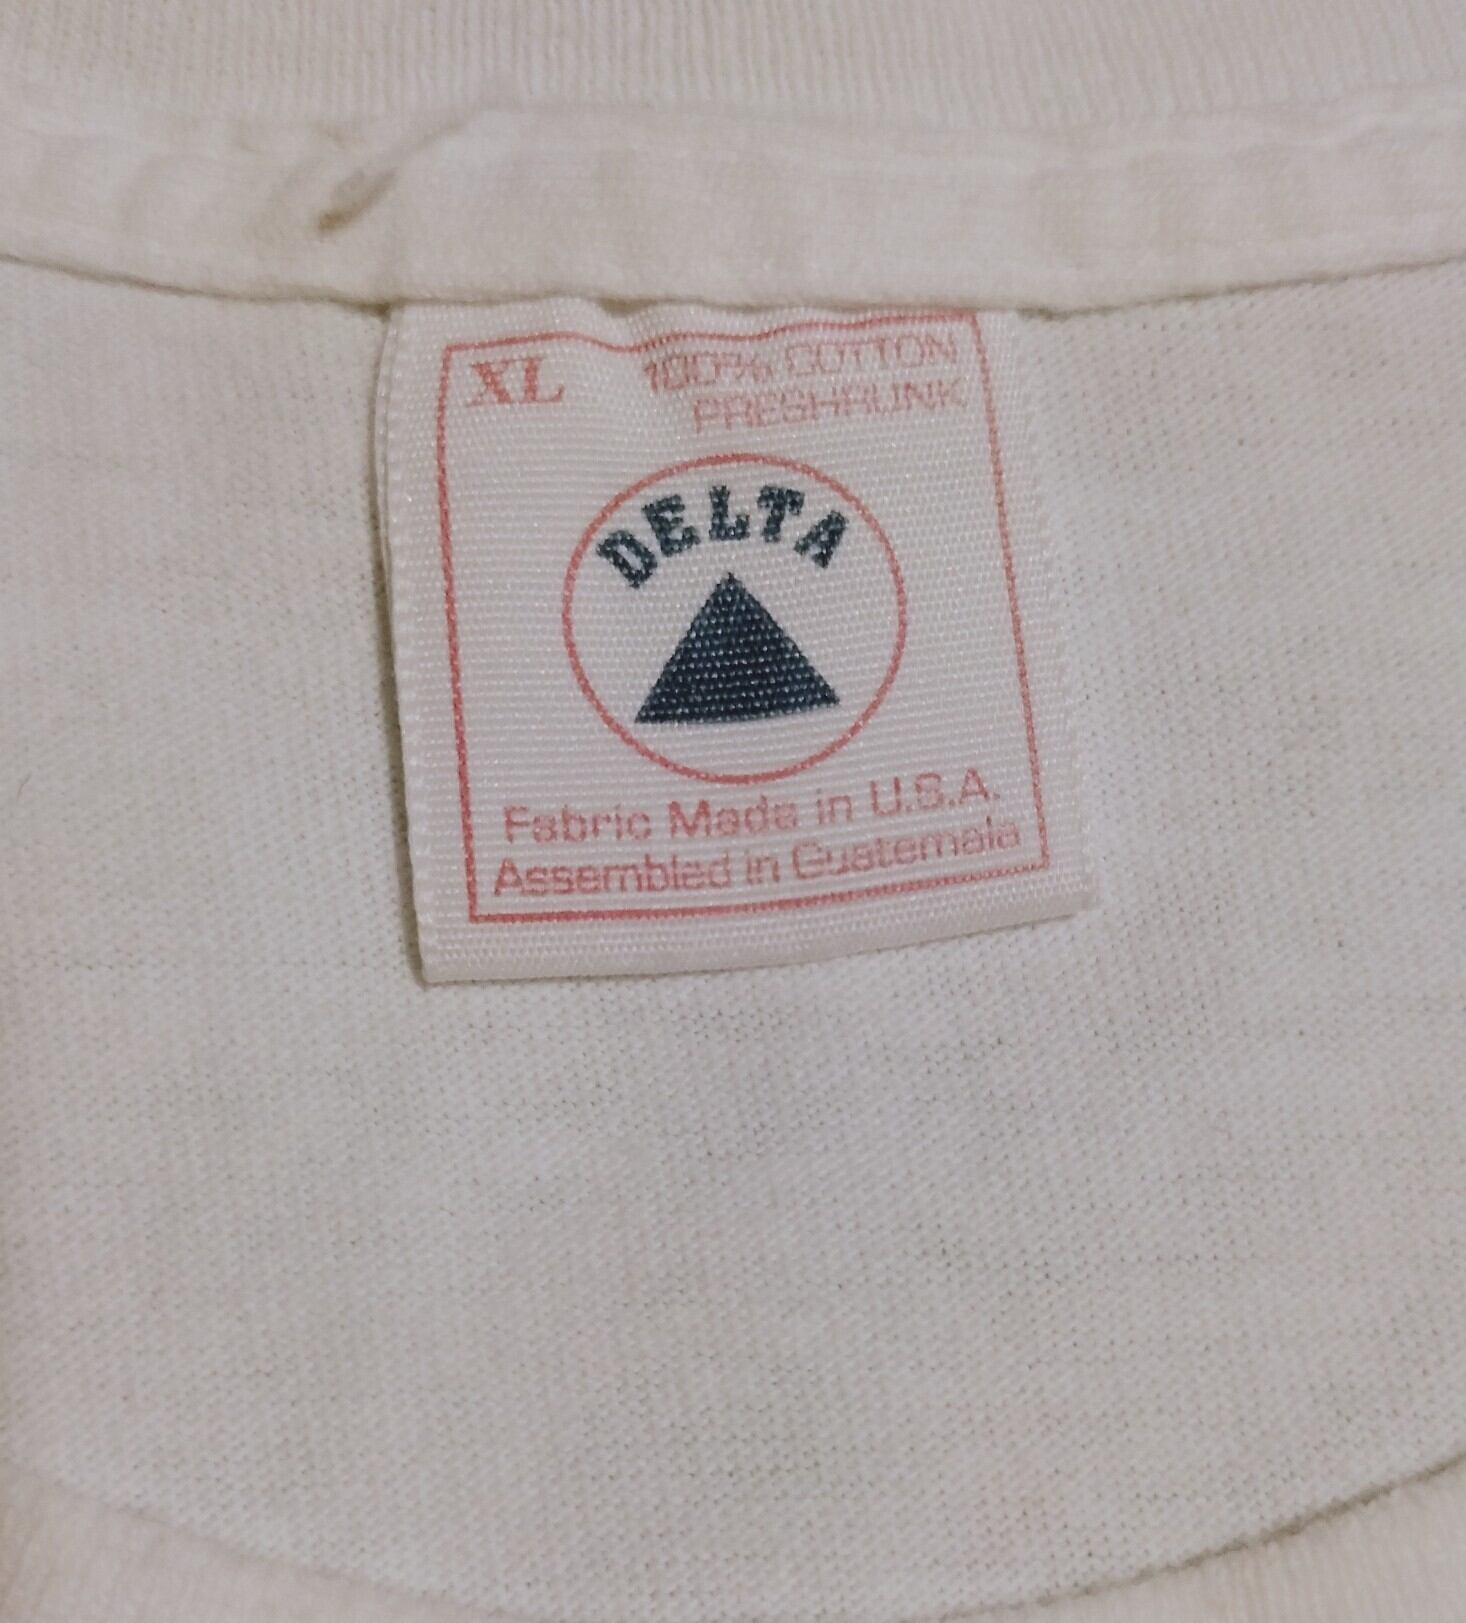 XL 100% COTTON
PRESHRUNK
DELTA
Fabric Made in U.S.A.
Assembled in Guatemala